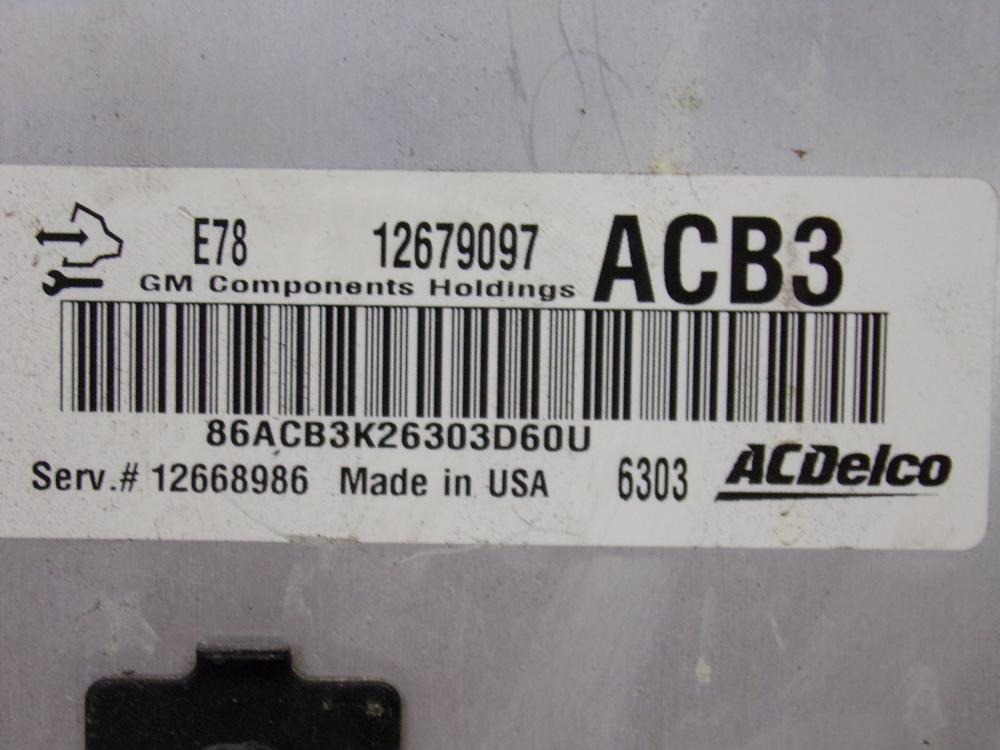 E78 12679097 ACB3
GM Components Holdings
86ACB3K26303D60U
Serv.# 12668986 Made in USA 6303 ACDelco